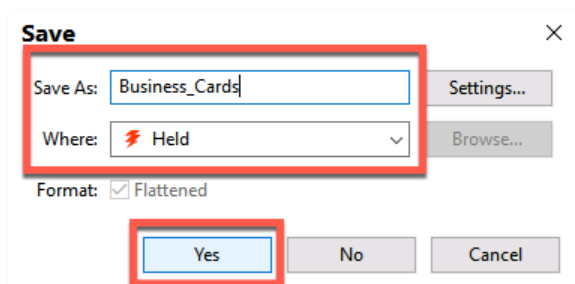 Save
Save As: Business_Cards Settings...
Where: Held Browse...
Format: Flattened
Yes No Cancel